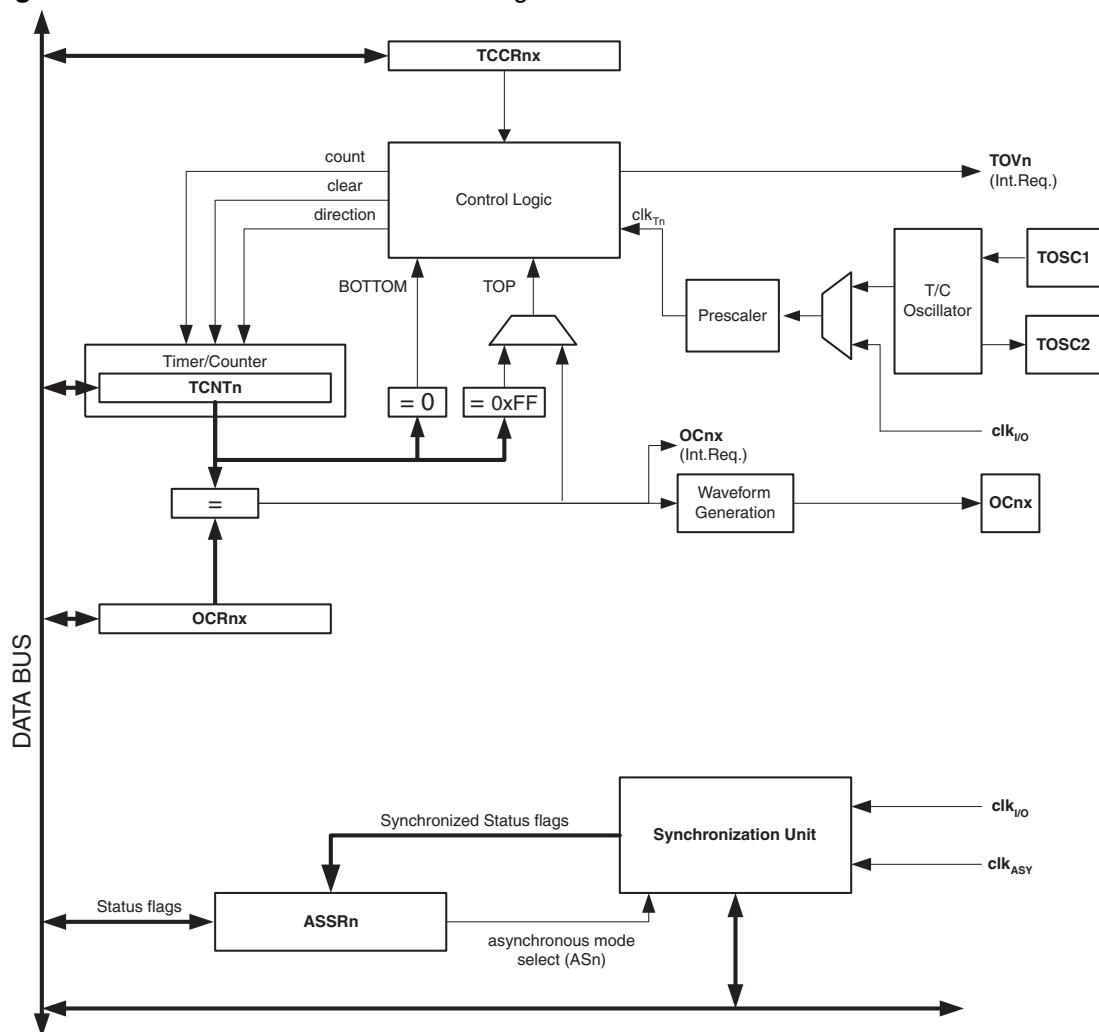 TCCRnx
count
clear
direction
Control Logic
TOVn
(Int.Req.)
clkTn
BOTTOM
TOP
Prescaler
T/C
Oscillator
TOSC1
TOSC2
Timer/Counter
TCNTn
= 0
= 0xFF
clkI/O
OCnx
(Int.Req.)
=
Waveform
Generation
OCnx
OCRnx
DATA BUS
Synchronized Status flags
Synchronization Unit
clkI/O
clkASY
Status flags
ASSRn
asynchronous mode
select (ASn)